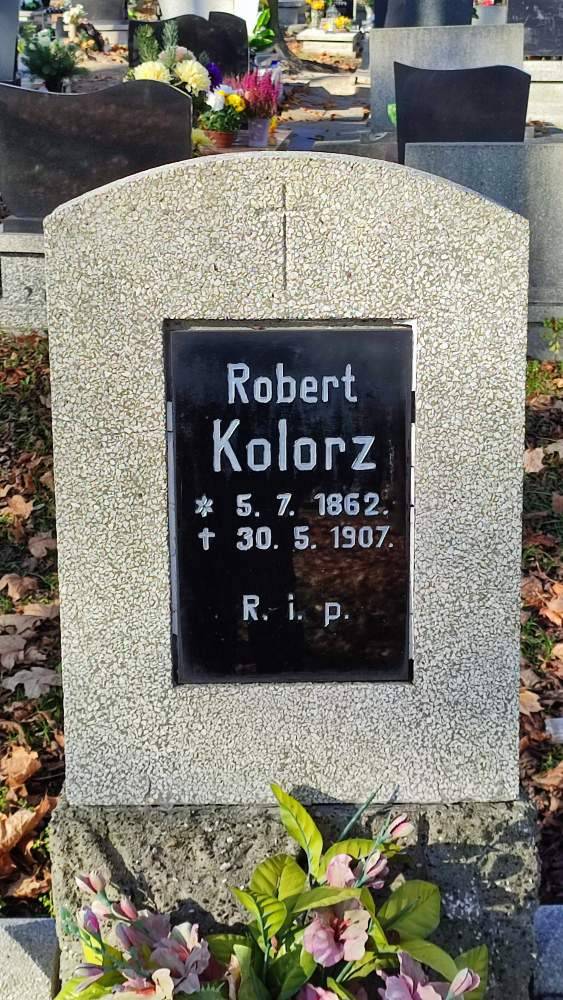 Robert
Kolorz
* 5. 7. 1862.
† 30. 5. 1907.
R. i. p.